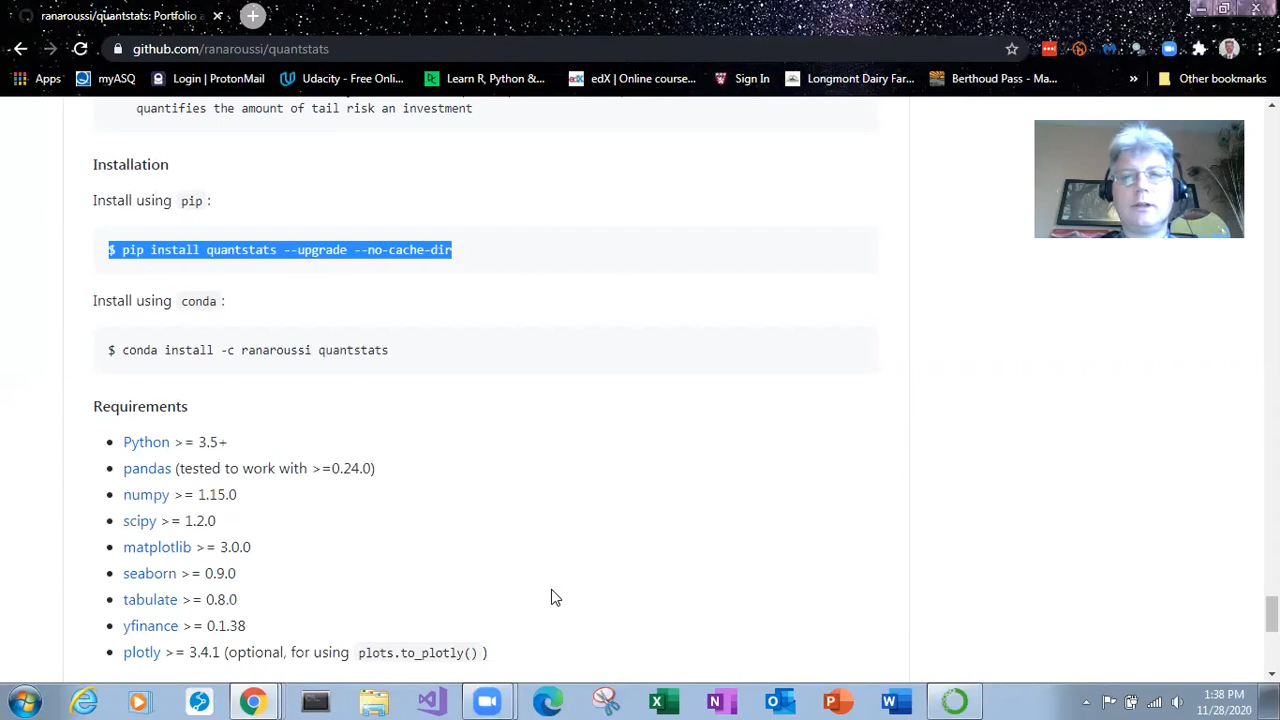 ranaroussi/quantstats: Portfolio a
github.com/ranaroussi/quantstats
Apps
myASQ
Login | ProtonMail
Udacity - Free Onli...
Learn R, Python &...
edX | Online course...
Sign In
Longmont Dairy Far...
Berthoud Pass - Ma...
»
Other bookmarks
quantifies the amount of tail risk an investment
Installation
Install using pip :
$ pip install quantstats --upgrade --no-cache-dir
Install using conda :
$ conda install -c ranaroussi quantstats
Requirements
Python >= 3.5+
pandas (tested to work with >=0.24.0)
numpy >= 1.15.0
scipy >= 1.2.0
matplotlib >= 3.0.0
seaborn >= 0.9.0
tabulate >= 0.8.0
yfinance >= 0.1.38
plotly >= 3.4.1 (optional, for using plots.to_plotly() )
1:38 PM
11/28/2020